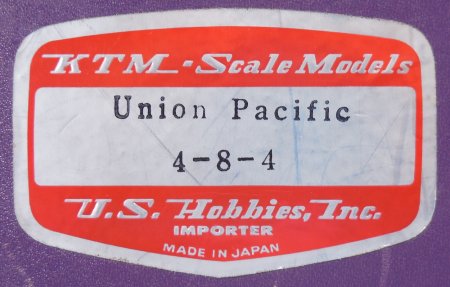 KTM - Scale Models
Union Pacific
4-8-4
U.S. Hobbies, Inc.
IMPORTER
MADE IN JAPAN